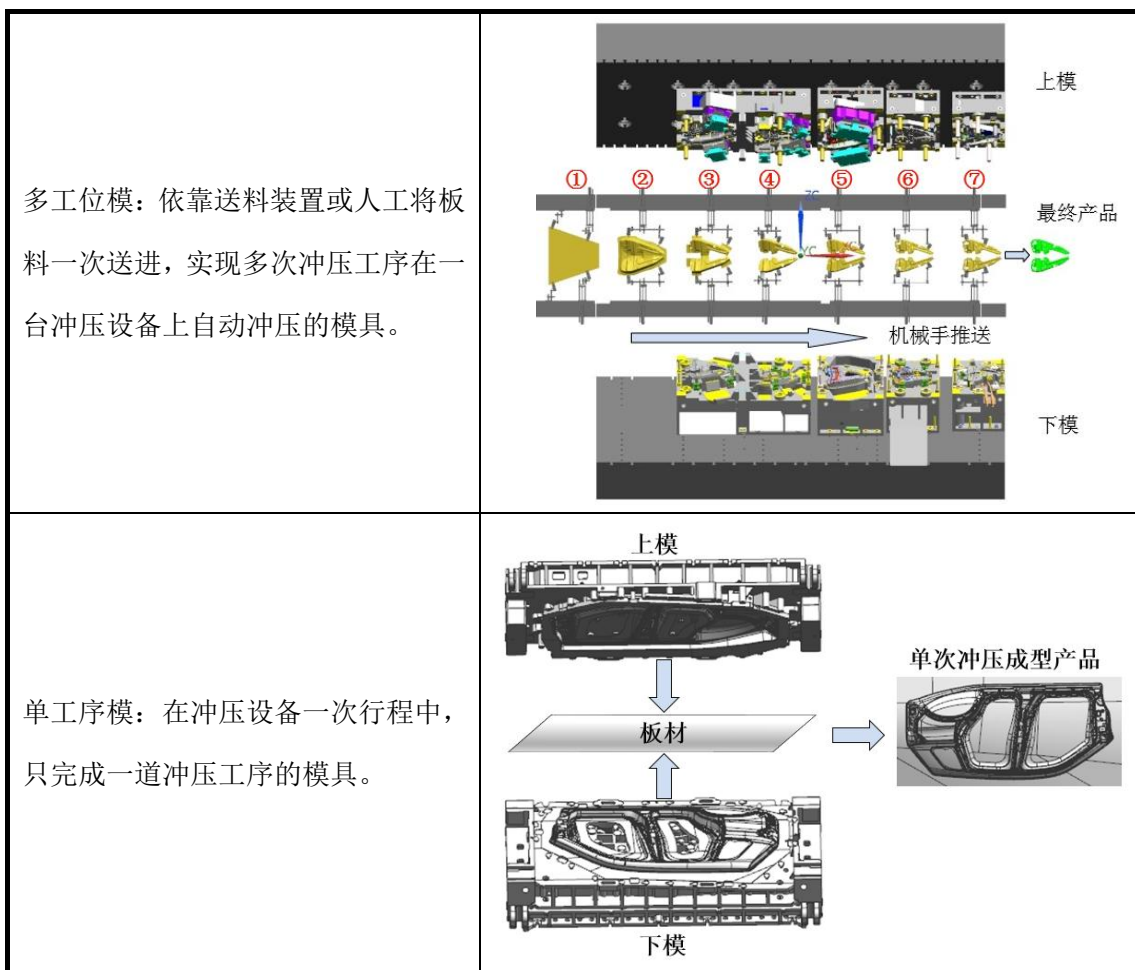 多工位模：依靠送料装置或人工将板
料一次送进，实现多次冲压工序在一
台冲压设备上自动冲压的模具。
上模
① ② ③ ④ ⑤ ⑥ ⑦
ZC
YC
最终产品
机械手推送
下模
单工序模：在冲压设备一次行程中，
只完成一道冲压工序的模具。
上模
板材
单次冲压成型产品
下模